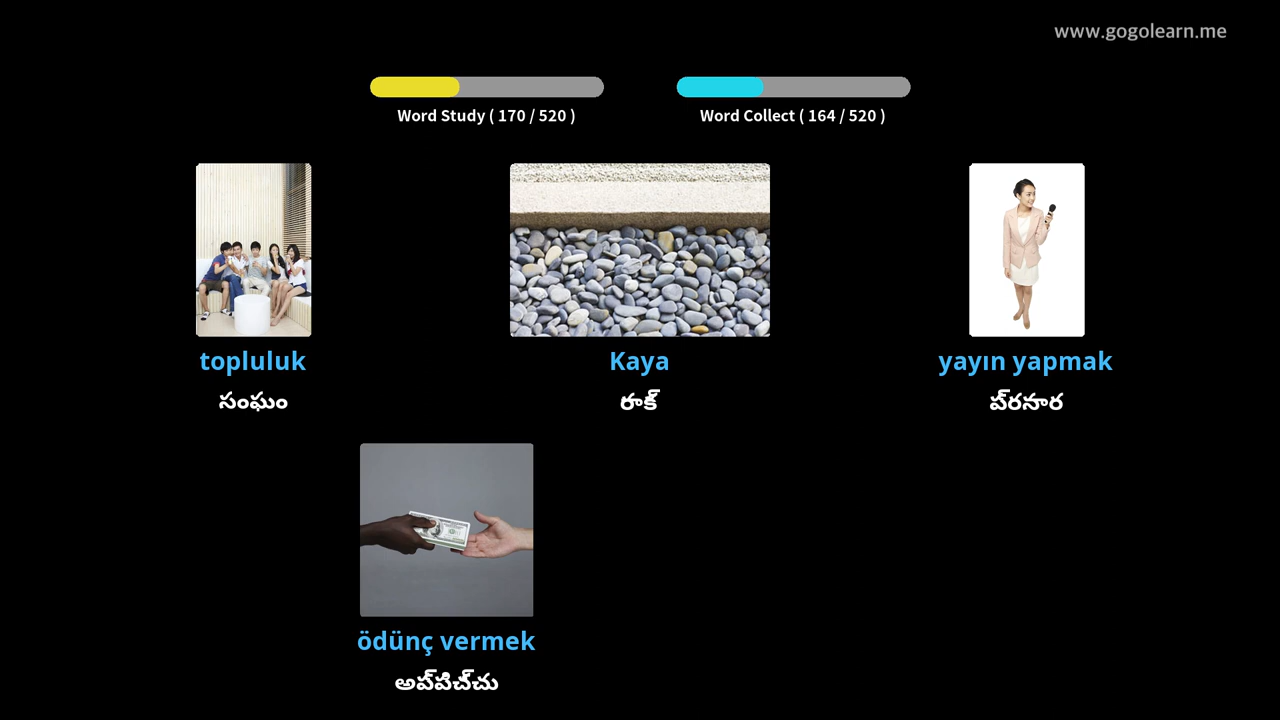 www.gogolearn.me
Word Study ( 170 / 520 )
Word Collect ( 164 / 520 )
topluluk
Kaya
yayın yapmak
సంఘం
రాక్
ప్రసార
ödünç vermek
అప్పిచ్చు